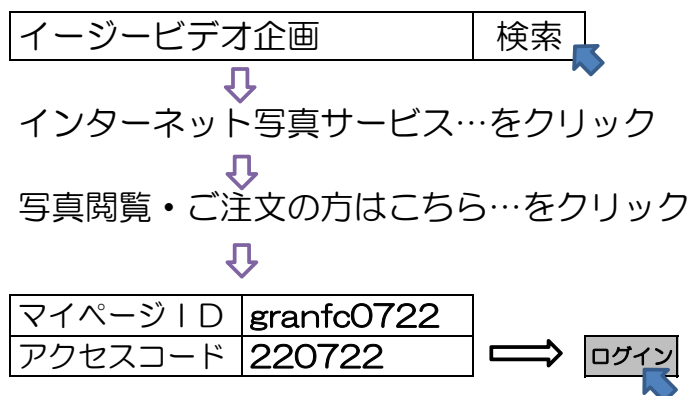 イージービデオ企画 検索
インターネット写真サービス…をクリック
写真閲覧・ご注文の方はこちら…をクリック
マイページID granfc0722
アクセスコード 220722
ログイン